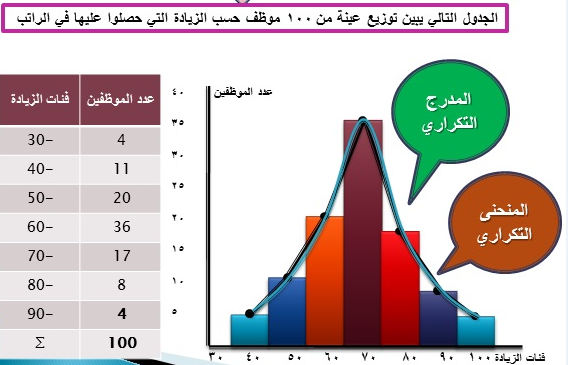 الجدول التالي يبين توزيع عينة من ١٠٠ موظف حسب الزيادة التي حصلوا عليها في الراتب
فئات الزيادة عدد الموظفين
30– 4
40– 11
50– 20
60– 36
70– 17
80– 8
90– 4
Σ 100
عدد الموظفين
٤٠
٣٥
٣٠
٢٥
٢٠
١٥
١٠
٥
المدرج
التكراري
المنحنى
التكراري
٣٠ ٤٠ ٥٠ ٦٠ ٧٠ ٨٠ ٩٠ ١٠٠ فئات الزيادة